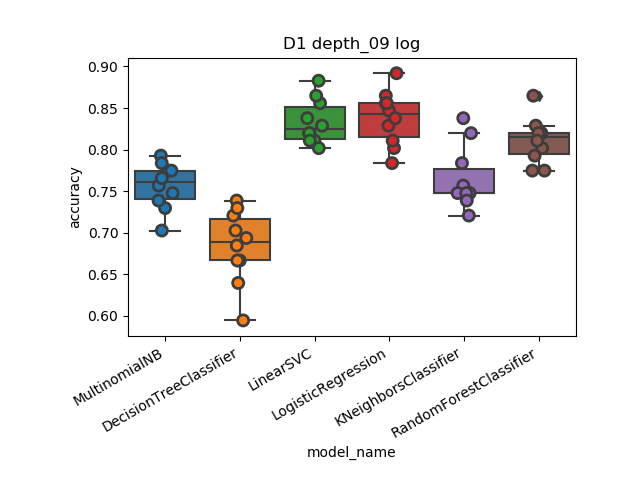 D1 depth_09 log
accuracy
0.90
0.85
0.80
0.75
0.70
0.65
0.60
MultinomialNB
DecisionTreeClassifier
LinearSVC
LogisticRegression
KNeighborsClassifier
RandomForestClassifier
model_name